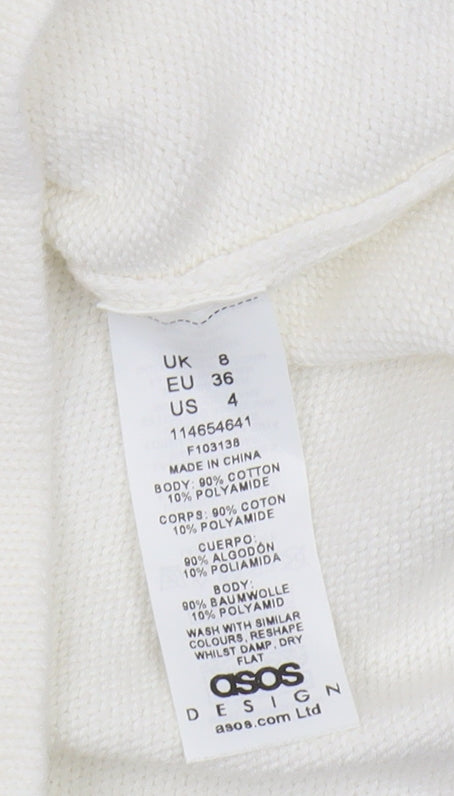 UK 8
EU 36
US 4
114654641
F103138
MADE IN CHINA
BODY: 90% COTTON
10% POLYAMIDE
CORPS: 90% COTON
10% POLYAMIDE
CUERPO:
90% ALGODÓN
10% POLIAMIDA
BODY:
90% BAUMWOLLE
10% POLYAMID
WASH WITH SIMILAR
COLOURS, RESHAPE
WHILST DAMP, DRY
FLAT
asos
DESIGN
asos.com Ltd